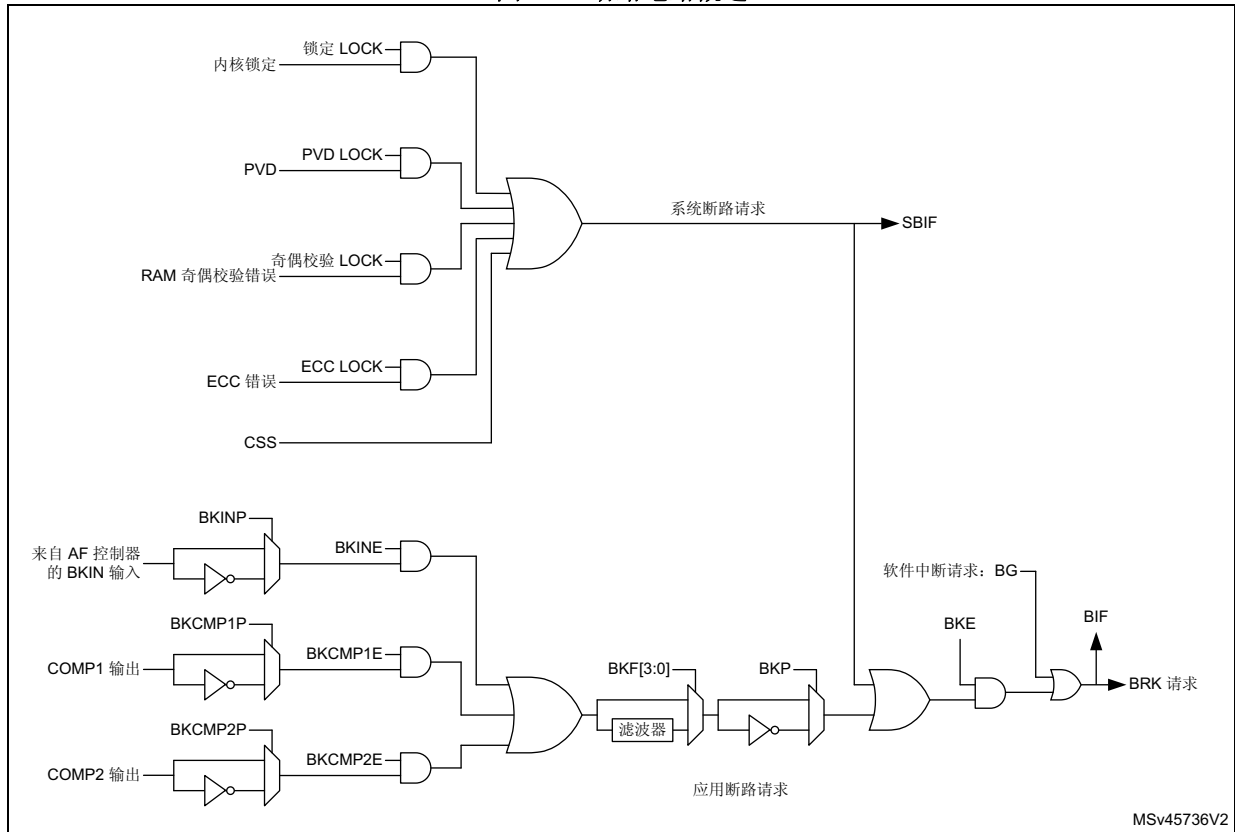 锁定 LOCK
内核锁定
PVD LOCK
PVD
系统断路请求
SBIF
奇偶校验 LOCK
RAM 奇偶校验错误
ECC LOCK
ECC 错误
CSS
BKINP
来自 AF 控制器
的 BKIN 输入
BKINE
软件中断请求：BG
BKCMP1P
BKE
BIF
COMP1 输出
BKCMP1E
BKF[3:0]
BKP
BRK 请求
BKCMP2P
滤波器
COMP2 输出
BKCMP2E
应用断路请求
MSv45736V2